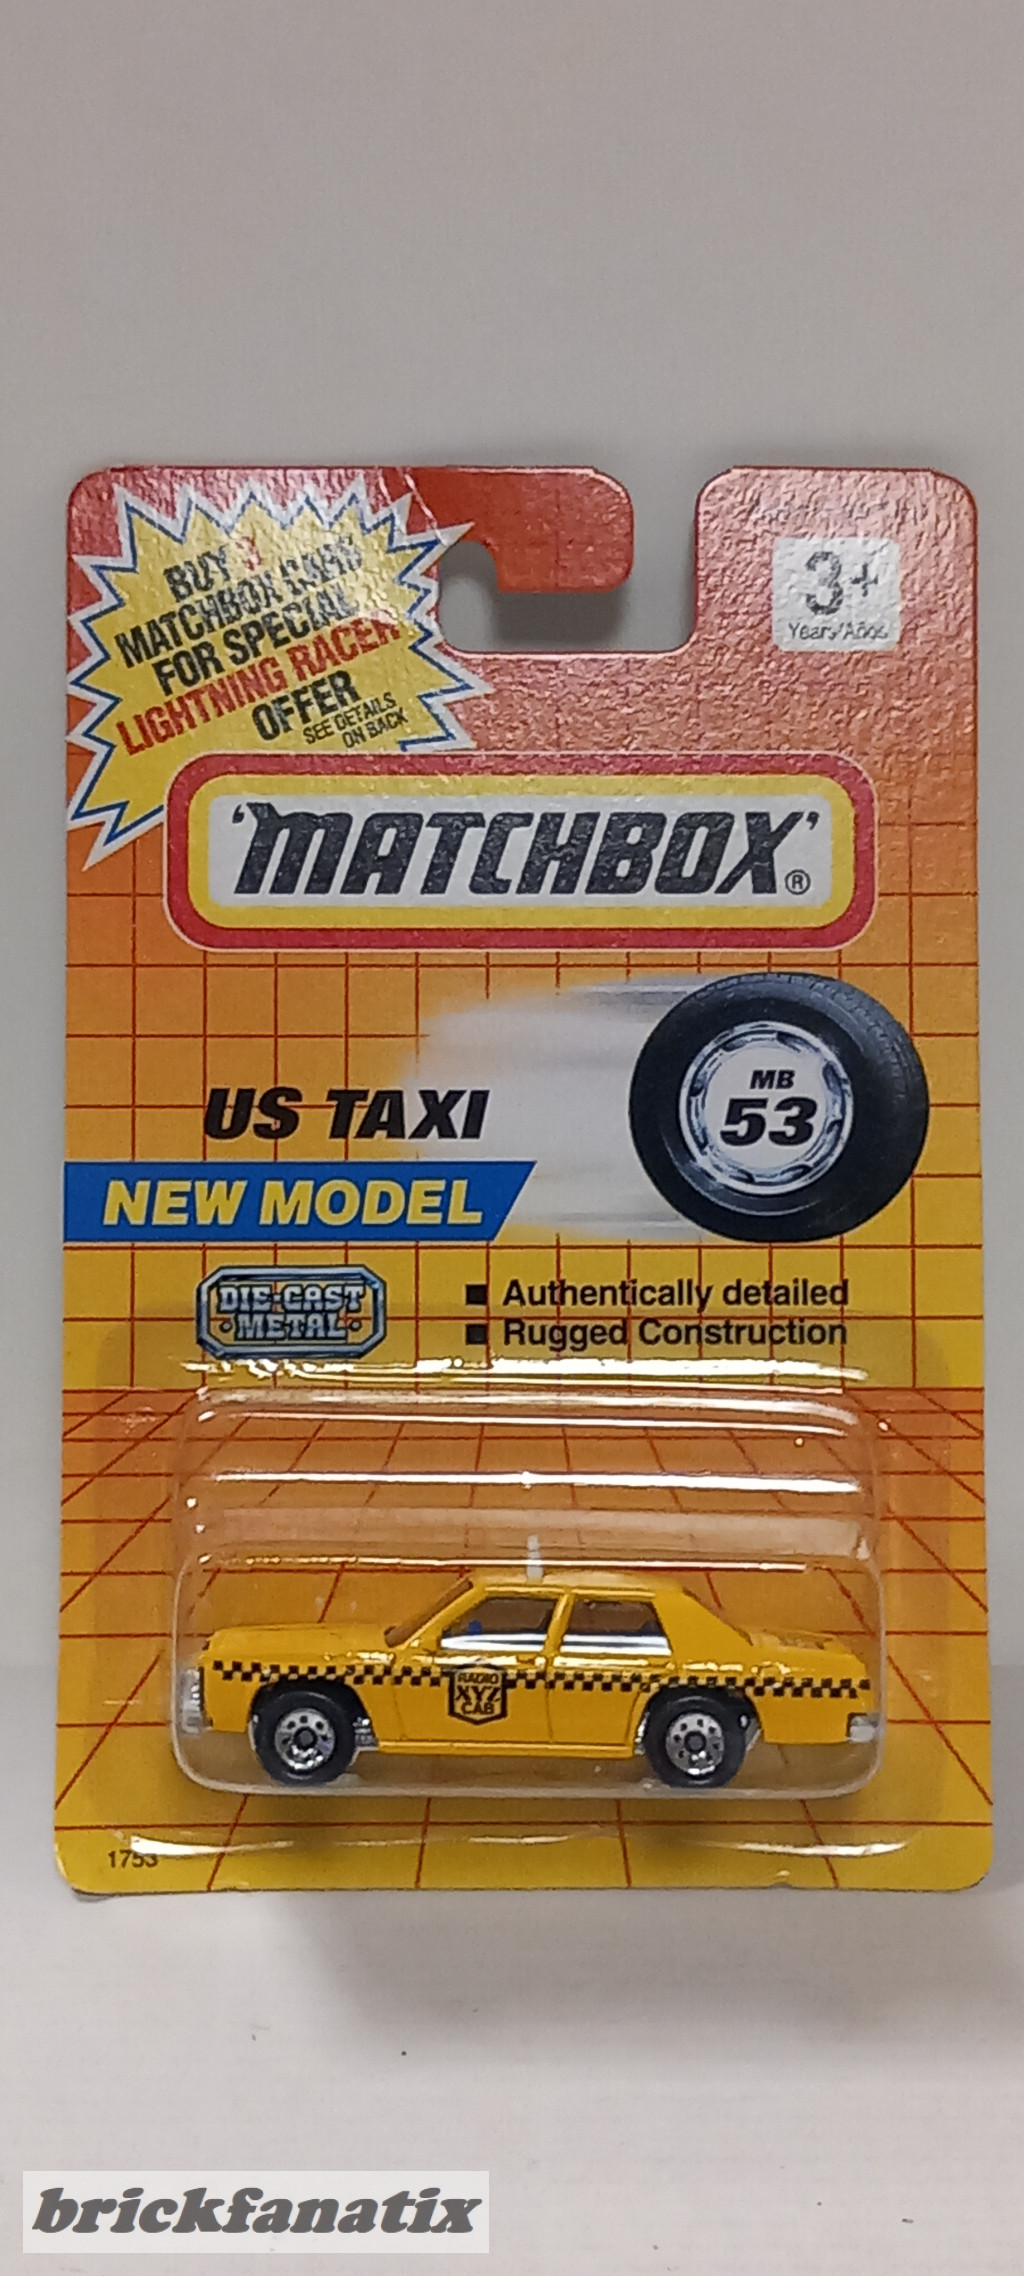 BUY 3
MATCHBOX CARS
FOR SPECIAL
LIGHTNING RACER
OFFER
SEE DETAILS
ON BACK
3+
Years/Años
'MATCHBOX'®
US TAXI
MB
53
NEW MODEL
DIE-CAST
• METAL •
■ Authentically detailed
■ Rugged Construction
RADIO
XYZ
CAB
1753
brickfanatix